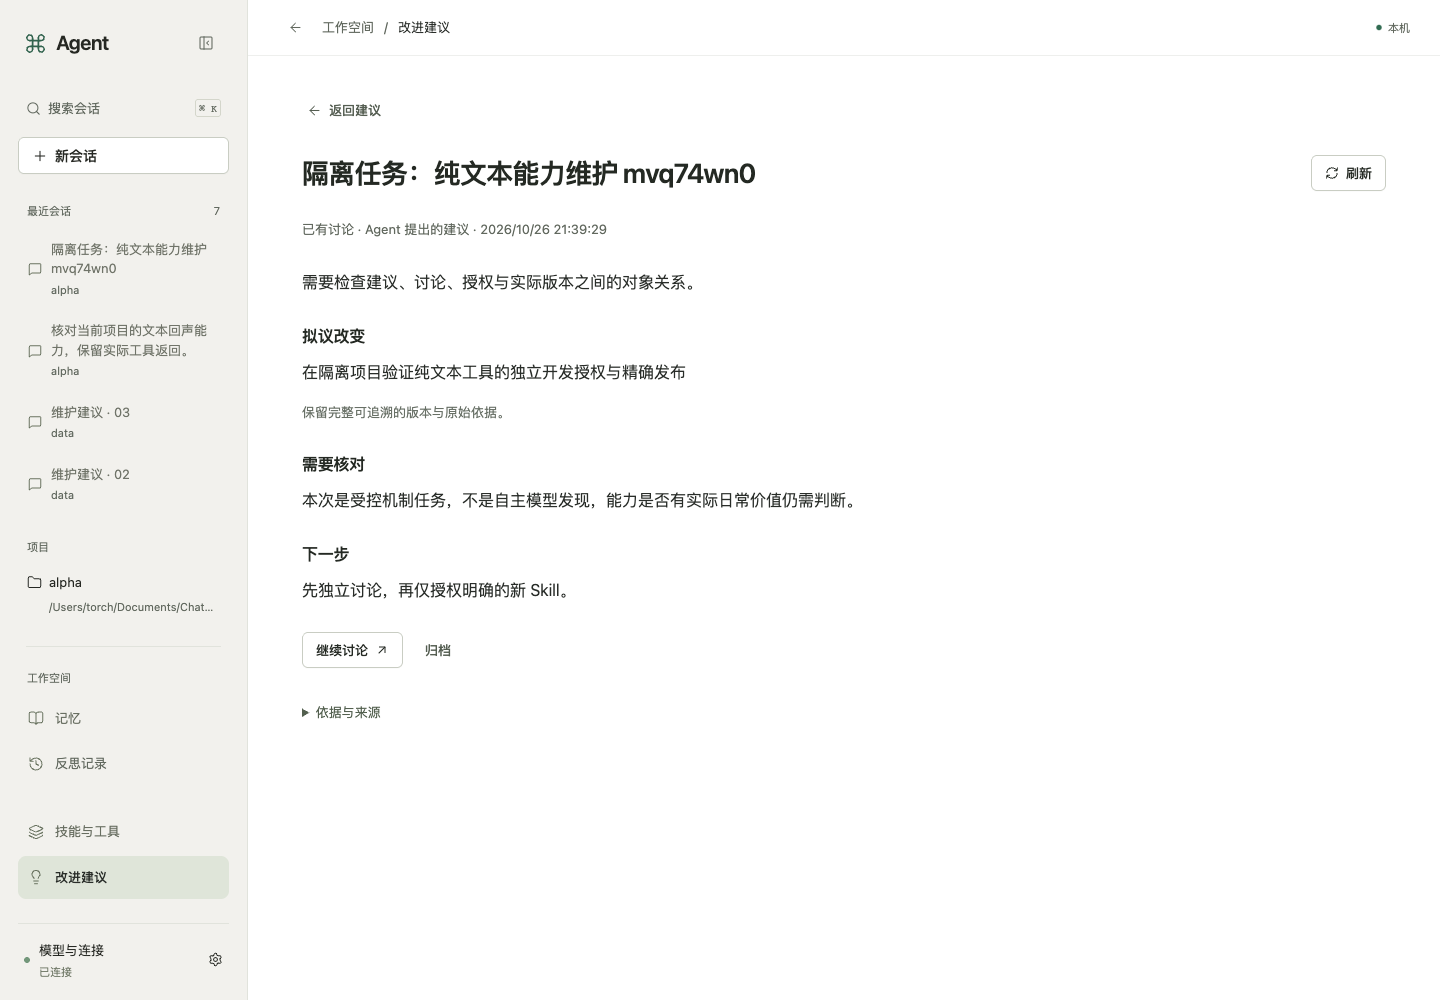 Agent
搜索会话
⌘ K
新会话
最近会话
7
隔离任务：纯文本能力维护
mvq74wn0
alpha
核对当前项目的文本回声能
力，保留实际工具返回。
alpha
维护建议 · 03
data
维护建议 · 02
data
项目
alpha
/Users/torch/Documents/Chat...
工作空间
记忆
反思记录
技能与工具
改进建议
模型与连接
已连接
工作空间 / 改进建议
本机
返回建议
隔离任务：纯文本能力维护 mvq74wn0
刷新
已有讨论 · Agent 提出的建议 · 2026/10/26 21:39:29
需要检查建议、讨论、授权与实际版本之间的对象关系。
拟议改变
在隔离项目验证纯文本工具的独立开发授权与精确发布
保留完整可追溯的版本与原始依据。
需要核对
本次是受控机制任务，不是自主模型发现，能力是否有实际日常价值仍需判断。
下一步
先独立讨论，再仅授权明确的新 Skill。
继续讨论
归档
依据与来源